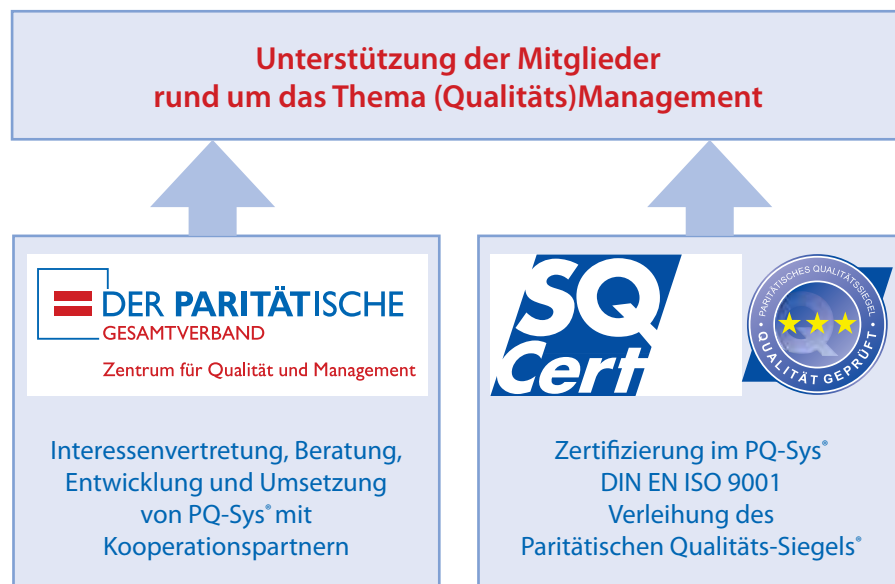 Unterstützung der Mitglieder
rund um das Thema (Qualitäts)Management
DER PARITÄTISCHE
GESAMTVERBAND
Zentrum für Qualität und Management
Interessenvertretung, Beratung,
Entwicklung und Umsetzung
von PQ-Sys® mit
Kooperationspartnern
SQ
Cert
PARITÄTISCHES QUALITÄTSSIEGEL
Q
• QUALITÄT GEPRÜFT •
Zertifizierung im PQ-Sys®
DIN EN ISO 9001
Verleihung des
Paritätischen Qualitäts-Siegels®